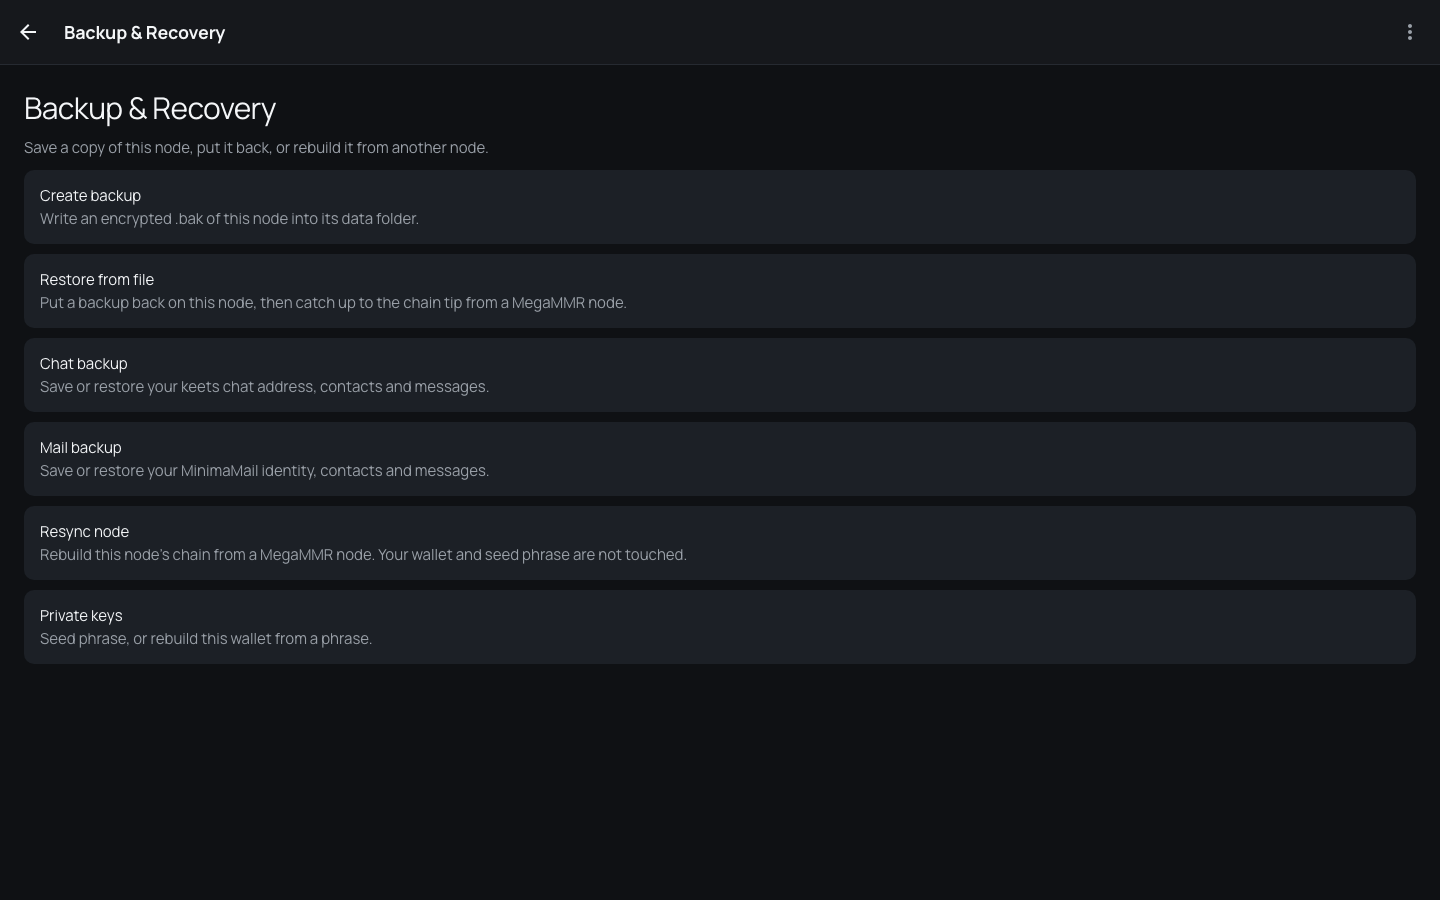 Backup & Recovery
Backup & Recovery
Save a copy of this node, put it back, or rebuild it from another node.
Create backup
Write an encrypted .bak of this node into its data folder.
Restore from file
Put a backup back on this node, then catch up to the chain tip from a MegaMMR node.
Chat backup
Save or restore your keets chat address, contacts and messages.
Mail backup
Save or restore your MinimaMail identity, contacts and messages.
Resync node
Rebuild this node's chain from a MegaMMR node. Your wallet and seed phrase are not touched.
Private keys
Seed phrase, or rebuild this wallet from a phrase.